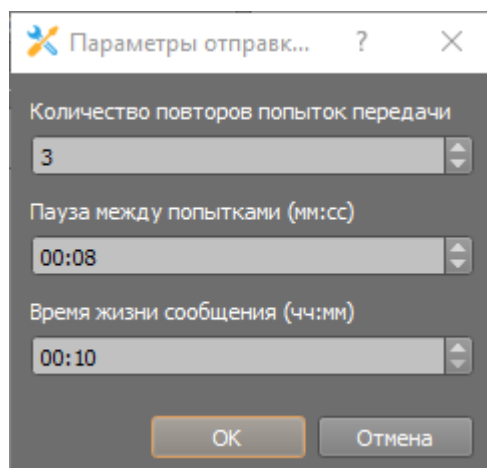 Параметры отправк... ?
Количество повторов попыток передачи
3
Пауза между попытками (мм:сс)
00:08
Время жизни сообщения (чч:мм)
00:10
OK Отмена